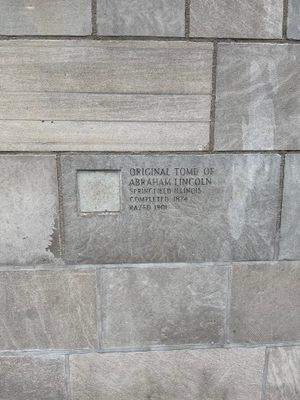 ORIGINAL TOMB OF
ABRAHAM LINCOLN
SPRINGFIELD ILLINOIS
COMPLETED 1874
RAZED 1901